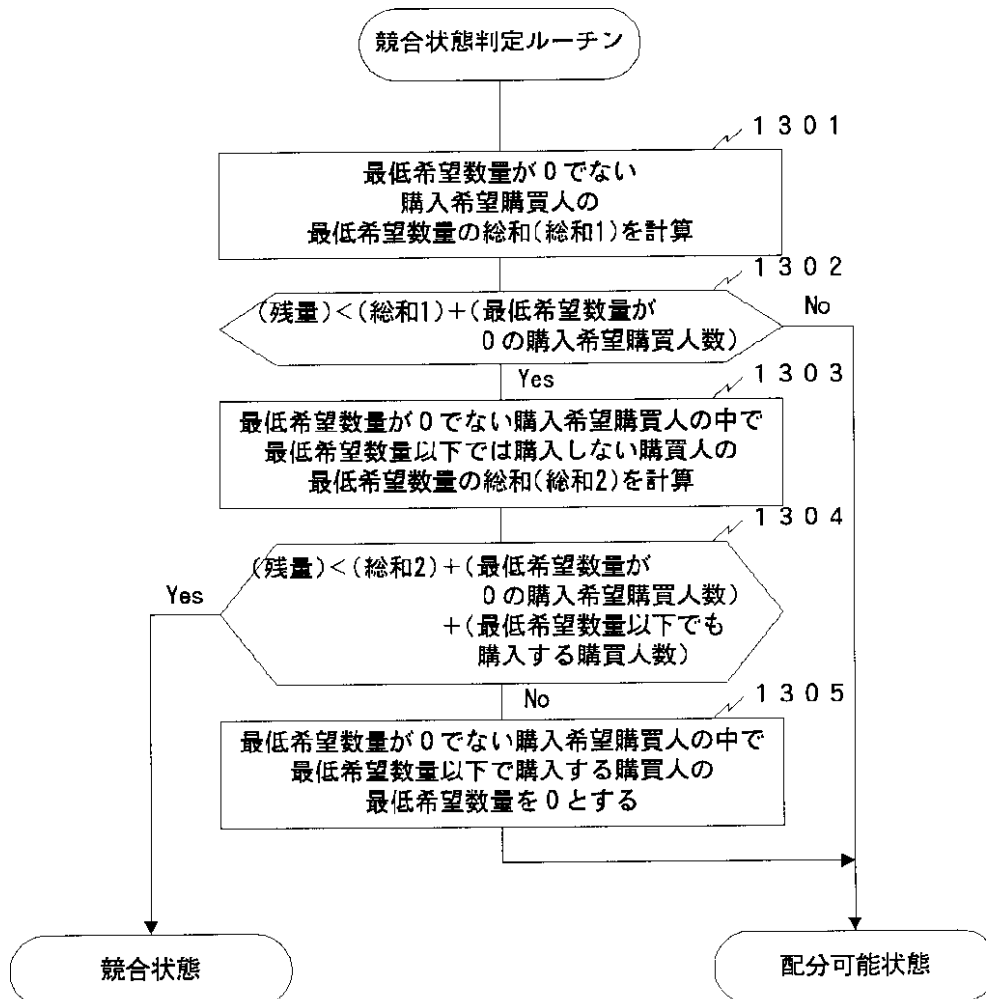 競合状態判定ルーチン
1301
最低希望数量が0でない
購入希望購買人の
最低希望数量の総和(総和1)を計算
1302
(残量)<(総和1)+(最低希望数量が
0の購入希望購買人数)
No
Yes
1303
最低希望数量が0でない購入希望購買人の中で
最低希望数量以下では購入しない購買人の
最低希望数量の総和(総和2)を計算
1304
(残量)<(総和2)+(最低希望数量が
0の購入希望購買人数)
+(最低希望数量以下でも
購入する購買人数)
Yes
No
1305
最低希望数量が0でない購入希望購買人の中で
最低希望数量以下で購入する購買人の
最低希望数量を0とする
競合状態
配分可能状態